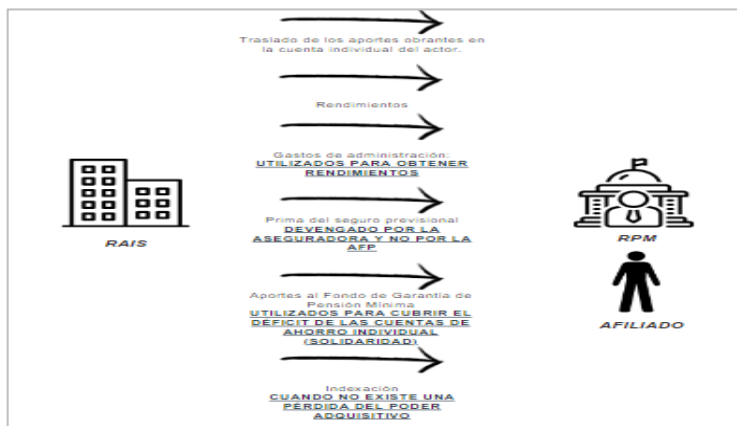 Traslado de los aportes obrantes en
la cuenta individual del actor.
Rendimientos
Gastos de administración:
UTILIZADOS PARA OBTENER
RENDIMIENTOS
Prima del seguro previsional
DEVENGADO POR LA
ASEGURADORA Y NO POR LA
AFP
Aportes al Fondo de Garantía de
Pensión Mínima
UTILIZADOS PARA CUBRIR EL
DÉFICIT DE LAS CUENTAS DE
AHORRO INDIVIDUAL
(SOLIDARIDAD)
Indexación
CUANDO NO EXISTE UNA
PÉRDIDA DEL PODER
ADQUISITIVO
RAIS
RPM
AFILIADO